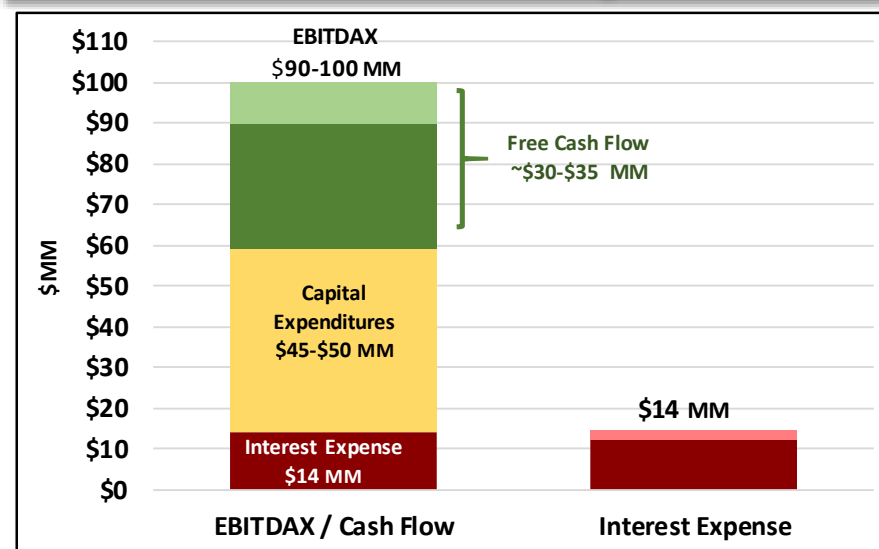 $110
$100
$90
$80
$70
$60
$50
$40
$30
$20
$10
$0
$MM
EBITDAX
$90-100 MM
Free Cash Flow
~$30-$35 MM
Capital
Expenditures
$45-$50 MM
Interest Expense
$14 MM
$14 MM
EBITDAX / Cash Flow
Interest Expense